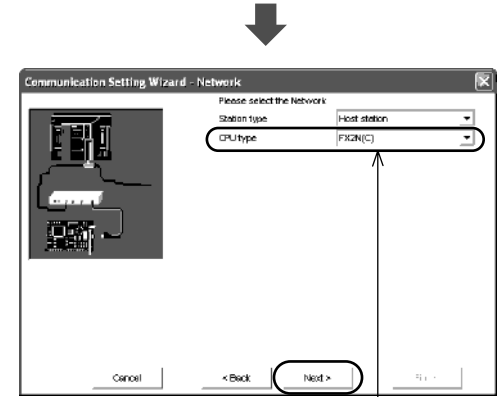 Communication Setting Wizard - Network
Please select the Network
Station type Host station
CPU type FX2N(C)
Cancel < Back Next >